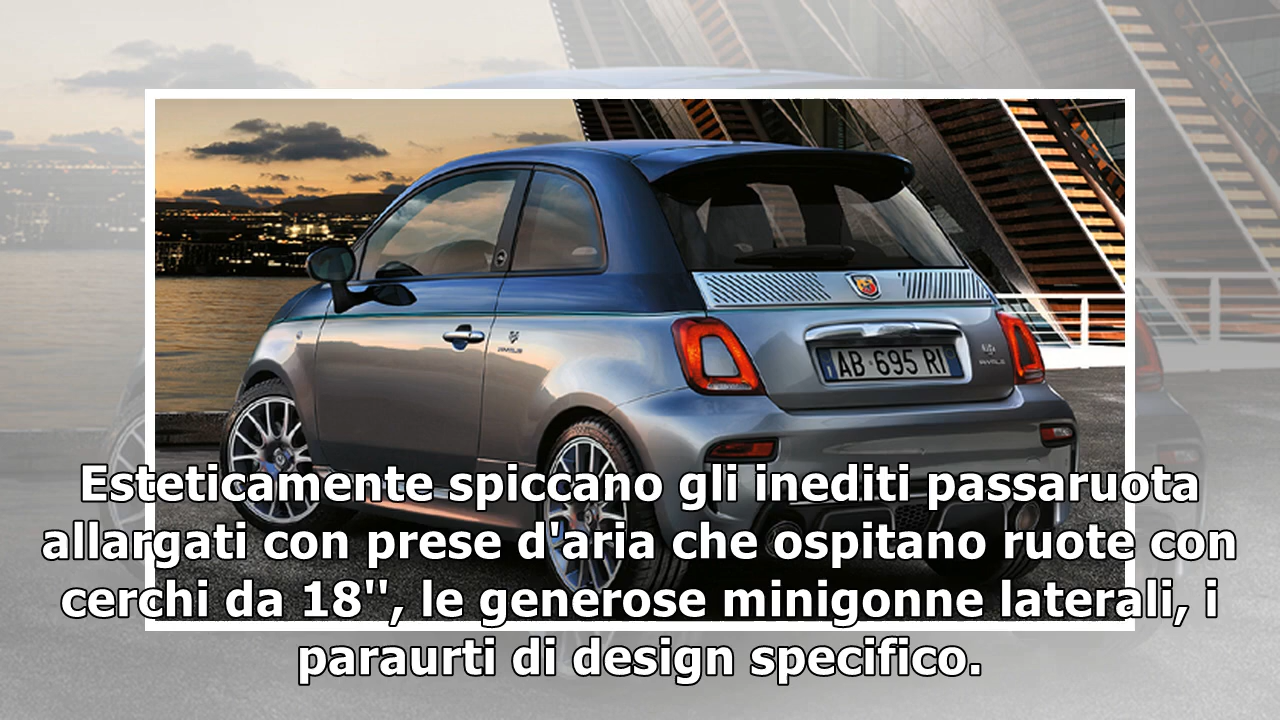 AB 695 RI
Esteticamente spiccano gli inediti passaruota
allargati con prese d'aria che ospitano ruote con
cerchi da 18'', le generose minigonne laterali, i
paraurti di design specifico.